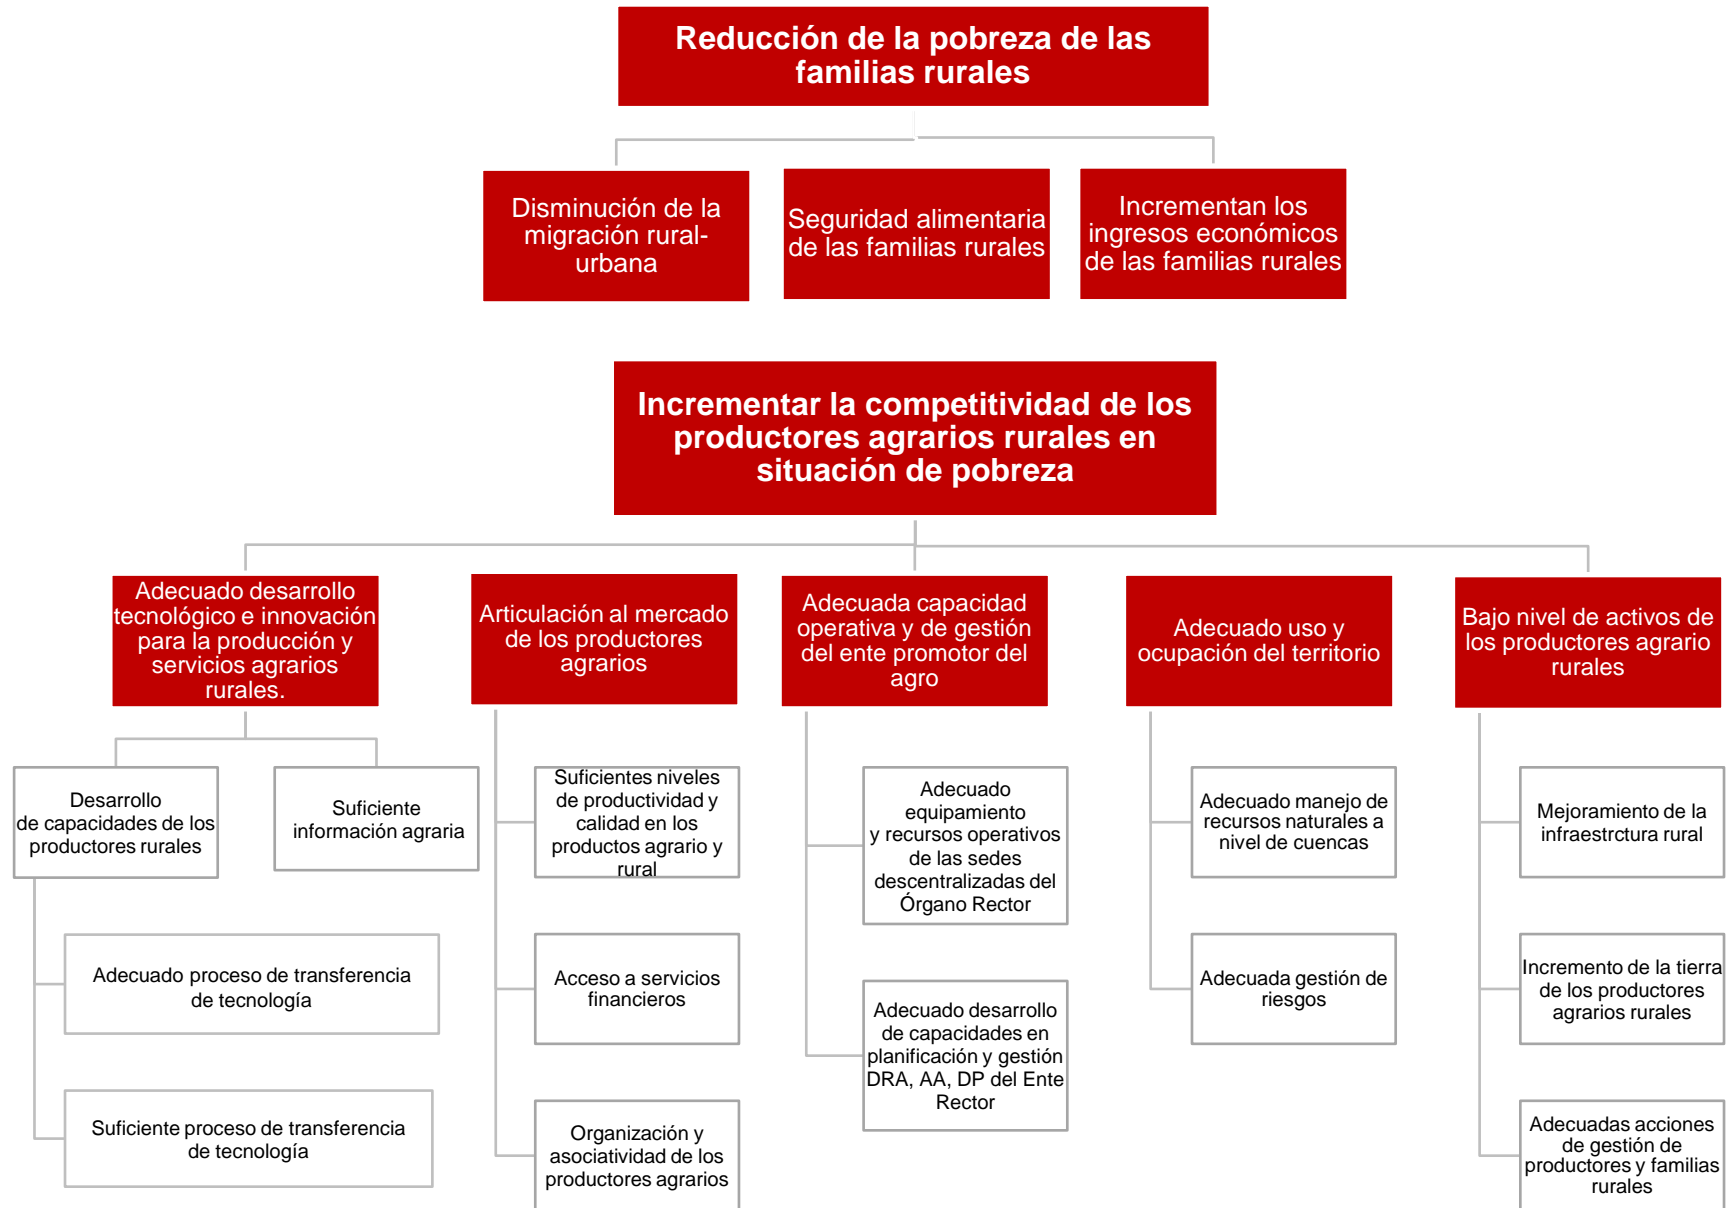 Reducción de la pobreza de las
familias rurales
Disminución de la
migración rural-
urbana
Seguridad alimentaria
de las familias rurales
Incrementan los
ingresos económicos
de las familias rurales
Incrementar la competitividad de los
productores agrarios rurales en
situación de pobreza
Adecuado desarrollo
tecnológico e innovación
para la producción y
servicios agrarios
rurales.
Articulación al mercado
de los productores
agrarios
Adecuada capacidad
operativa y de gestión
del ente promotor del
agro
Adecuado uso y
ocupación del territorio
Bajo nivel de activos de
los productores agrario
rurales
Desarrollo
de capacidades de los
productores rurales
Suficiente
información agraria
Adecuado proceso de transferencia
de tecnología
Suficiente proceso de transferencia
de tecnología
Suficientes niveles
de productividad y
calidad en los
productos agrario y
rural
Acceso a servicios
financieros
Organización y
asociatividad de los
productores agrarios
Adecuado
equipamiento
y recursos operativos
de las sedes
descentralizadas del
Órgano Rector
Adecuado desarrollo
de capacidades en
planificación y gestión
DRA, AA, DP del Ente
Rector
Adecuado manejo de
recursos naturales a
nivel de cuencas
Adecuada gestión de
riesgos
Mejoramiento de la
infraestrctura rural
Incremento de la tierra
de los productores
agrarios rurales
Adecuadas acciones
de gestión de
productores y familias
rurales